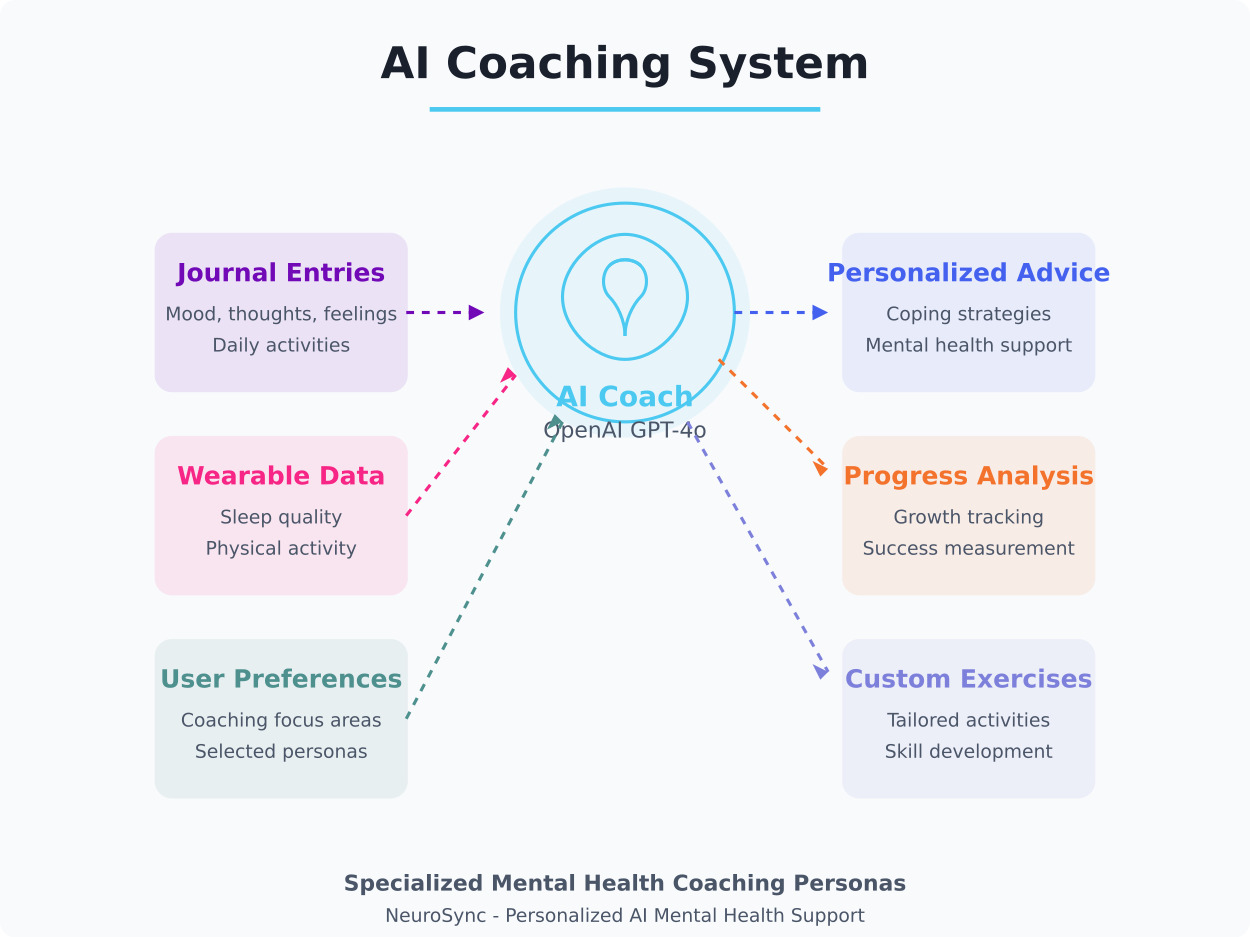 AI Coaching System
Journal Entries
Mood, thoughts, feelings
Daily activities
Wearable Data
Sleep quality
Physical activity
User Preferences
Coaching focus areas
Selected personas
AI Coach
OpenAI GPT-4o
Personalized Advice
Coping strategies
Mental health support
Progress Analysis
Growth tracking
Success measurement
Custom Exercises
Tailored activities
Skill development
Specialized Mental Health Coaching Personas
NeuroSync - Personalized AI Mental Health Support